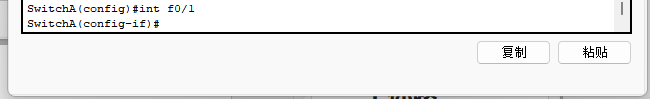 SwitchA(config)#int f0/1
SwitchA(config-if)#
复制
粘贴